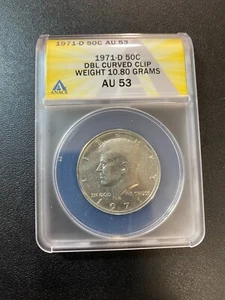 1971-D 50C AU 53
ANACS
1971-D 50C
DBL CURVED CLIP
WEIGHT 10.80 GRAMS
AU 53
IN GOD WE TRUST